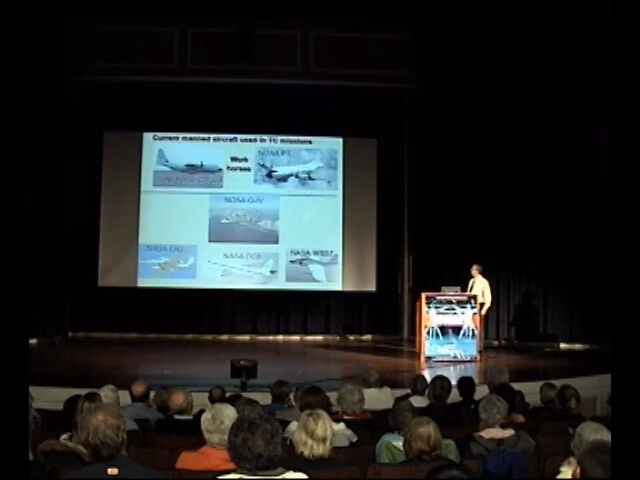 Current manned aircraft used in TC missions
Work
horses
NOAA P3
NOAA G-IV
NASA ER2
NASA DC8
NASA WB57